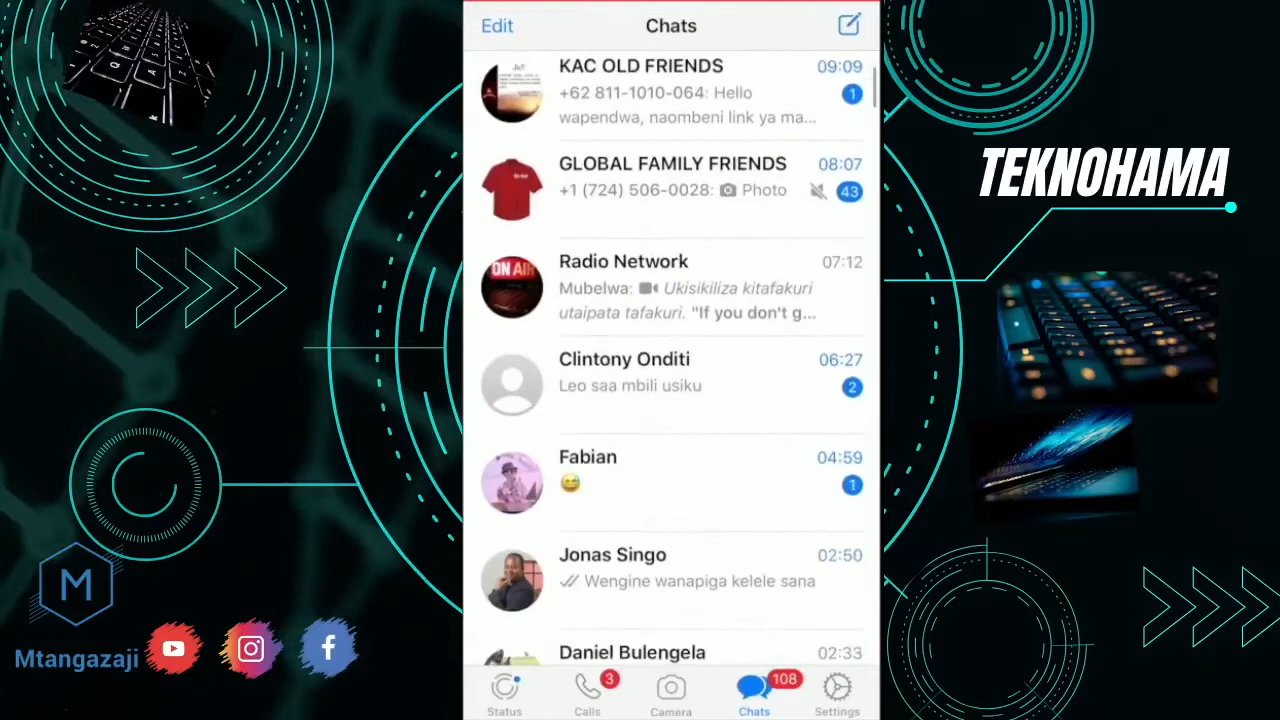 Edit
Chats
KAC OLD FRIENDS
09:09
+62 811-1010-064: Hello
wapendwa, naombeni link ya ma...
1
GLOBAL FAMILY FRIENDS
08:07
+1 (724) 506-0028: Photo
43
ON AIR
Radio Network
07:12
Mubelwa: Ukisikiliza kitafakuri
utaipata tafakuri. "If you don't g...
Clintony Onditi
06:27
Leo saa mbili usiku
2
Fabian
04:59
😅
1
Jonas Singo
02:50
Wengine wanapiga kelele sana
Daniel Bulengela
02:33
Status
3
Calls
Camera
108
Chats
Settings
TEKNOHAMA
M
Mtangazaji